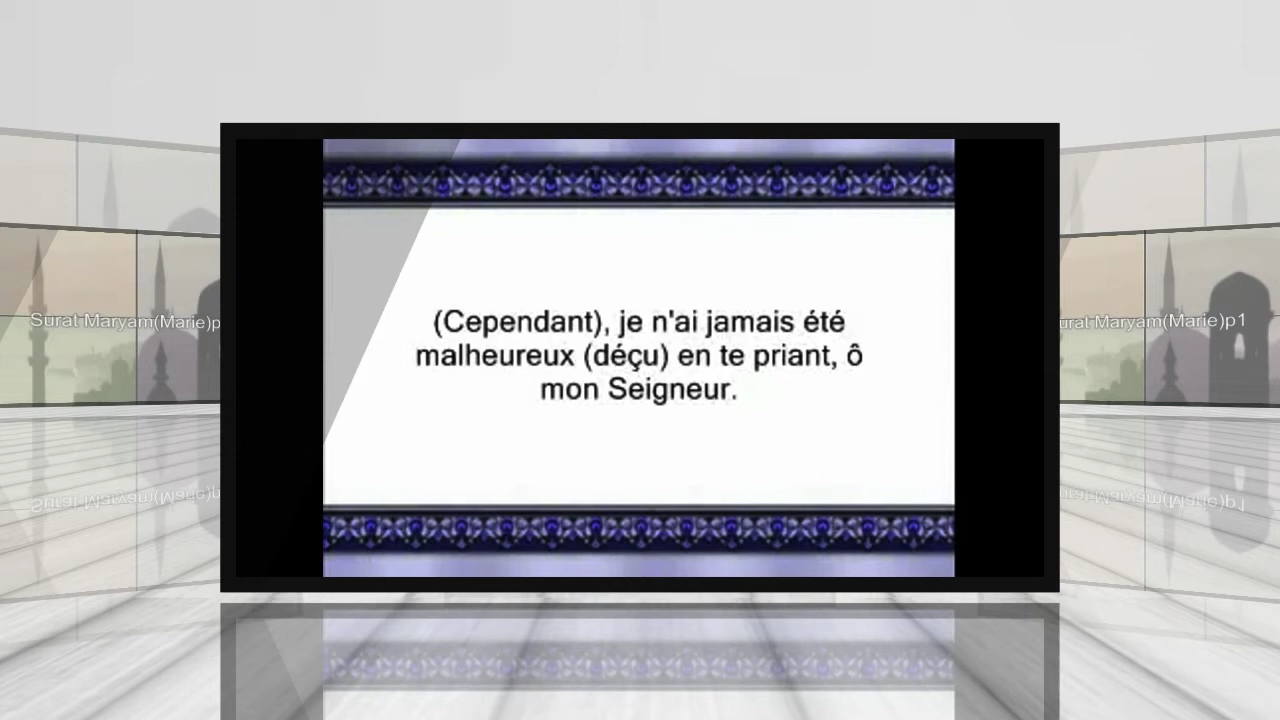 (Cependant), je n'ai jamais été
malheureux (déçu) en te priant, ô
mon Seigneur.
Surat Maryam(Marie)p
urat Maryam(Marie)p1